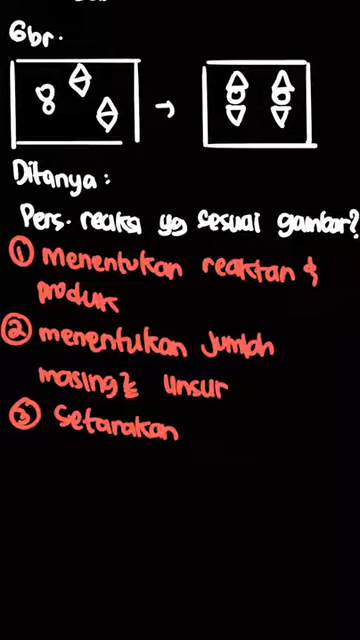 Gbr.
Ditanya :
Pers. reaksi yg sesuai gambar?
① menentukan reaktan &
produk
② menentukan jumlah
masing2 unsur
③ setarakan